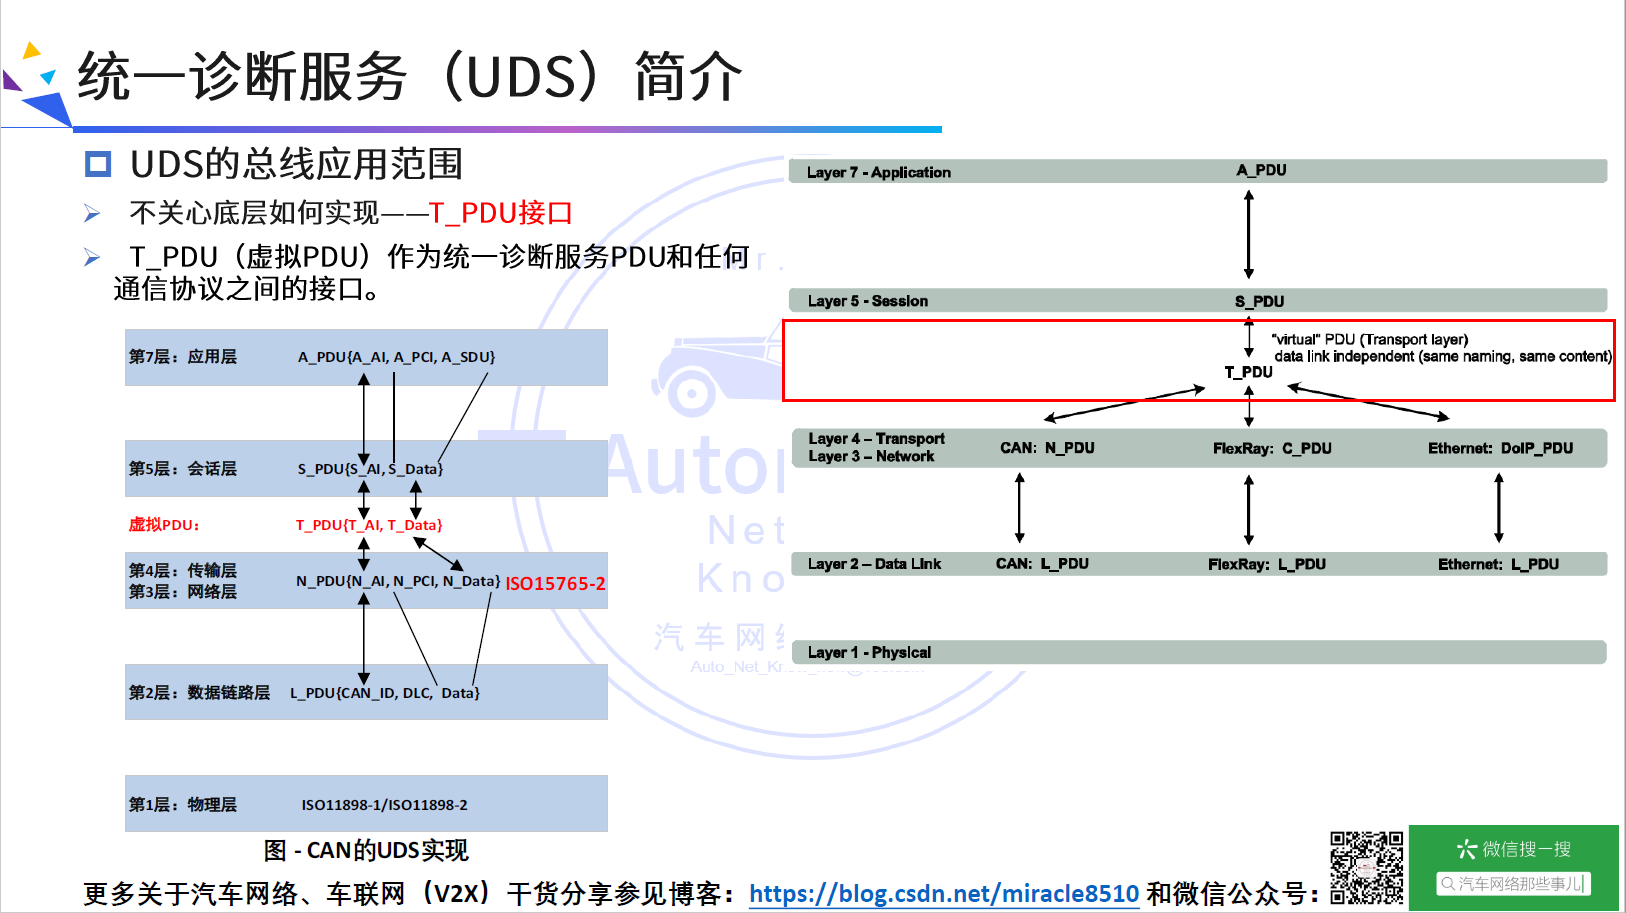 统一诊断服务（UDS）简介
UDS的总线应用范围
不关心底层如何实现——T_PDU接口
T_PDU（虚拟PDU）作为统一诊断服务PDU和任何
通信协议之间的接口。
第7层：应用层 A_PDU{A_AI, A_PCI, A_SDU}
第5层：会话层 S_PDU{S_AI, S_Data}
虚拟PDU： T_PDU{T_AI, T_Data}
第4层：传输层
第3层：网络层
N_PDU{N_AI, N_PCI, N_Data} ISO15765-2
第2层：数据链路层 L_PDU{CAN_ID, DLC, Data}
第1层：物理层 ISO11898-1/ISO11898-2
图 - CAN的UDS实现
Layer 7 - Application A_PDU
Layer 5 - Session S_PDU
"virtual" PDU (Transport layer)
data link independent (same naming, same content)
T_PDU
Layer 4 – Transport
Layer 3 – Network
CAN: N_PDU FlexRay: C_PDU Ethernet: DoIP_PDU
Layer 2 – Data Link CAN: L_PDU FlexRay: L_PDU Ethernet: L_PDU
Layer 1 - Physical
Mr.
Auto
Net
Kno
汽车网
更多关于汽车网络、车联网（V2X）干货分享参见博客：https://blog.csdn.net/miracle8510 和微信公众号：
微信搜一搜
汽车网络那些事儿